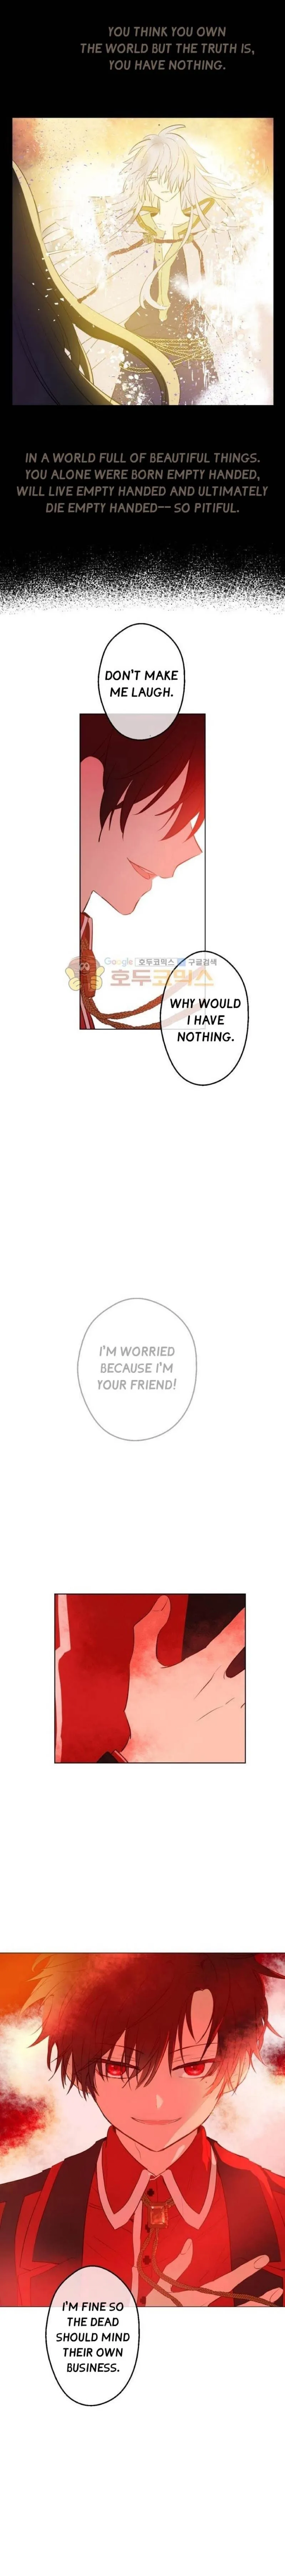 YOU THINK YOU OWN
THE WORLD BUT THE TRUTH IS,
YOU HAVE NOTHING.
IN A WORLD FULL OF BEAUTIFUL THINGS.
YOU ALONE WERE BORN EMPTY HANDED,
WILL LIVE EMPTY HANDED AND ULTIMATELY
DIE EMPTY HANDED-- SO PITIFUL.
DON'T MAKE
ME LAUGH.
Google 호두코믹스 구글검색
호두코믹스
WHY WOULD
I HAVE
NOTHING.
I'M WORRIED
BECAUSE I'M
YOUR FRIEND!
I'M FINE SO
THE DEAD
SHOULD MIND
THEIR OWN
BUSINESS.